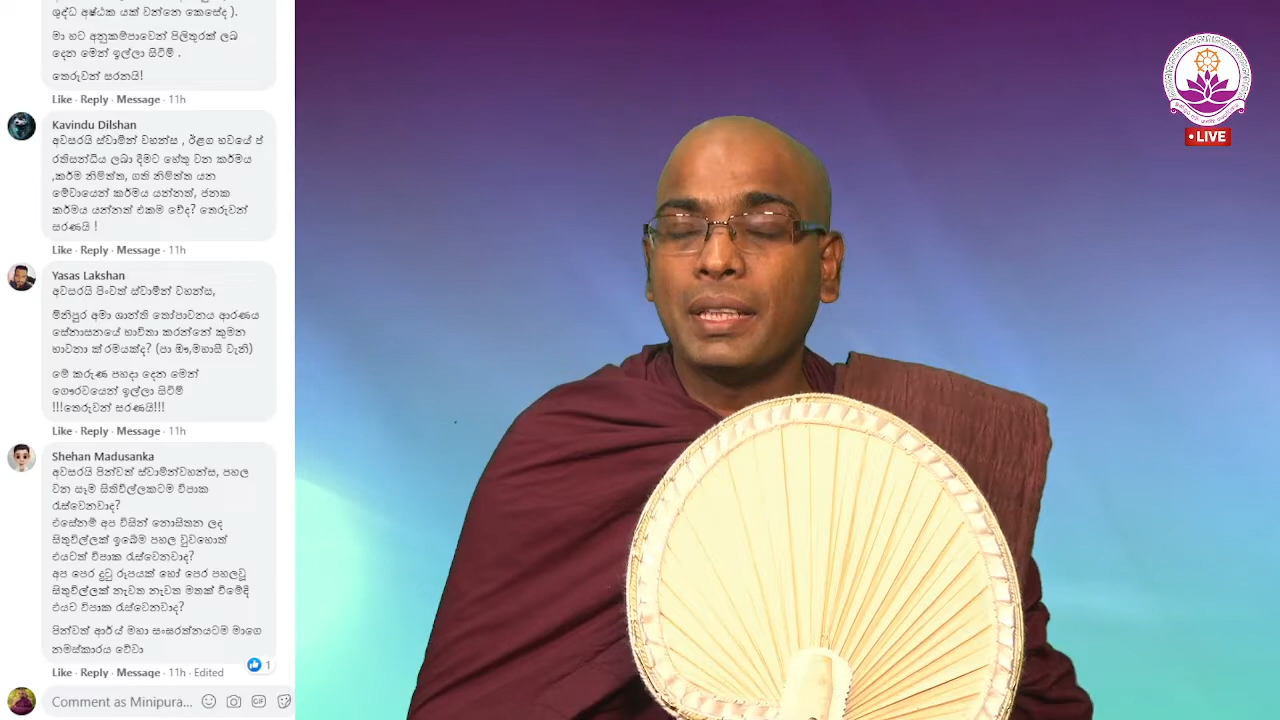 ශුද්ධ අෂ්ඨක යක් වන්නෙ කෙසේද ).
මා හට අනුකම්පාවෙන් පිලිතුරක් ලබ
දෙන මෙන් ඉල්ලා සිටිමි .
තෙරුවන් සරනයි!
Like · Reply · Message · 11h
Kavindu Dilshan
අවසරයි ස්වාමීන් වහන්ස , ඊළග භවයේ ප්
රතිසන්ධිය ලබා දීමට හේතු වන කර්මය
,කර්ම නිමිත්ත, ගති නිමිත්ත යන
මේවායෙන් කර්මය යන්නත්, ජනක
කර්මය යන්නත් එකම වේද? තෙරුවන්
සරණයි !
Like · Reply · Message · 11h
Yasas Lakshan
අවසරයි පිංවත් ස්වාමීන් වහන්ස,
මිනිපුර අමා ශාන්ති තපෝවනය ආරණය
සේනාසනයේ භාවිතා කරන්නේ කුමන
භාවනා ක් රමයක්ද? (පා ඔෟ,මහාසී වැනි)
මේ කරුණ පහදා දෙන මෙන්
ගෞරවයෙන් ඉල්ලා සිටිමි
!!!තෙරුවන් සරණයි!!!
Like · Reply · Message · 11h
Shehan Madusanka
අවසරයි පින්වත් ස්වාමීන්වහන්ස, පහල
වන සෑම සිතිවිල්ලකටම විපාක
රැස්වෙනවාද?
එසේනම් අප විසින් නොසිතන ලද
සිතුවිල්ලක් ඉබේම පහල වුවහොත්
එයටත් විපාක රැස්වෙනවාද?
අප පෙර දුටු රූපයක් හෝ පෙර පහලවූ
සිතුවිල්ලක් නැවත නැවත මතක් වීමේදි
එයට විපාක රැස්වෙනවාද?
පින්වත් ආර්ය් මහා සංඝරත්නයටම මාගෙ
නමස්කාරය වේවා
Like · Reply · Message · 11h · Edited
1
Comment as Minipura...
GIF
• LIVE